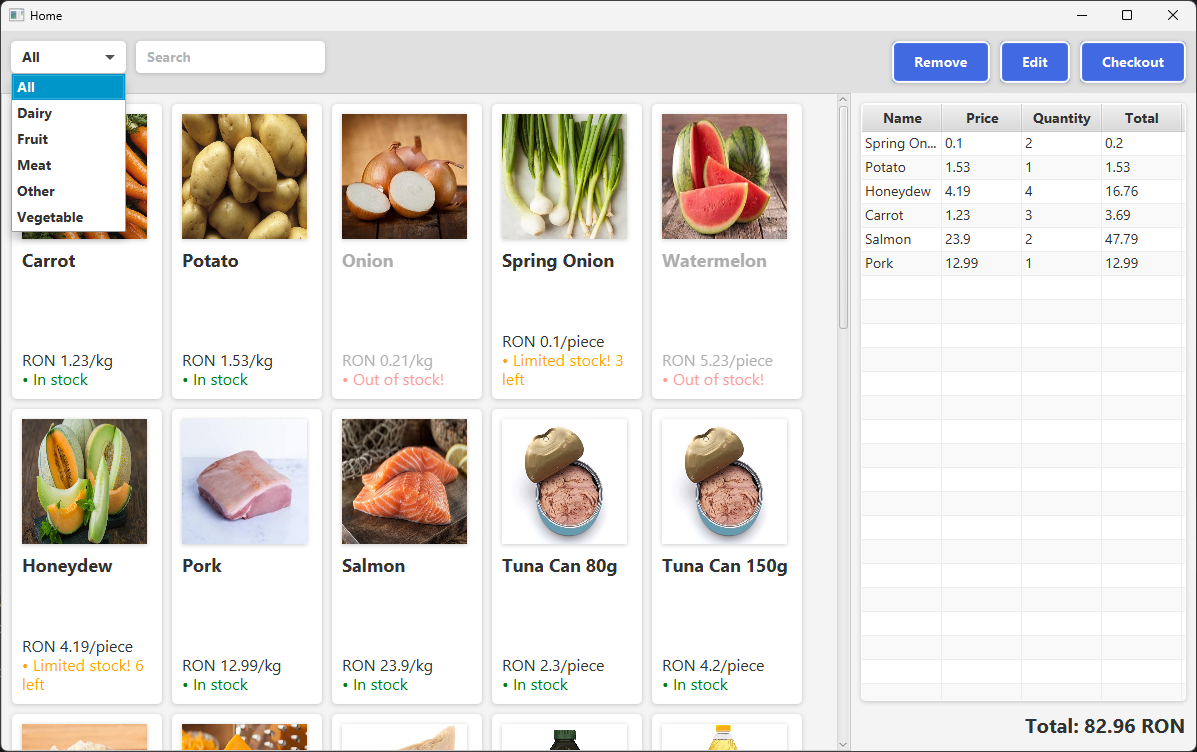 Home
All
Search
Remove
Edit
Checkout
All
Dairy
Fruit
Meat
Other
Vegetable
Carrot
RON 1.23/kg
• In stock
Potato
RON 1.53/kg
• In stock
Onion
RON 0.21/kg
• Out of stock!
Spring Onion
RON 0.1/piece
• Limited stock! 3
left
Watermelon
RON 5.23/piece
• Out of stock!
Honeydew
RON 4.19/piece
• Limited stock! 6
left
Pork
RON 12.99/kg
• In stock
Salmon
RON 23.9/kg
• In stock
Tuna Can 80g
RON 2.3/piece
• In stock
Tuna Can 150g
RON 4.2/piece
• In stock
Name Price Quantity Total
Spring On... 0.1 2 0.2
Potato 1.53 1 1.53
Honeydew 4.19 4 16.76
Carrot 1.23 3 3.69
Salmon 23.9 2 47.79
Pork 12.99 1 12.99
Total: 82.96 RON